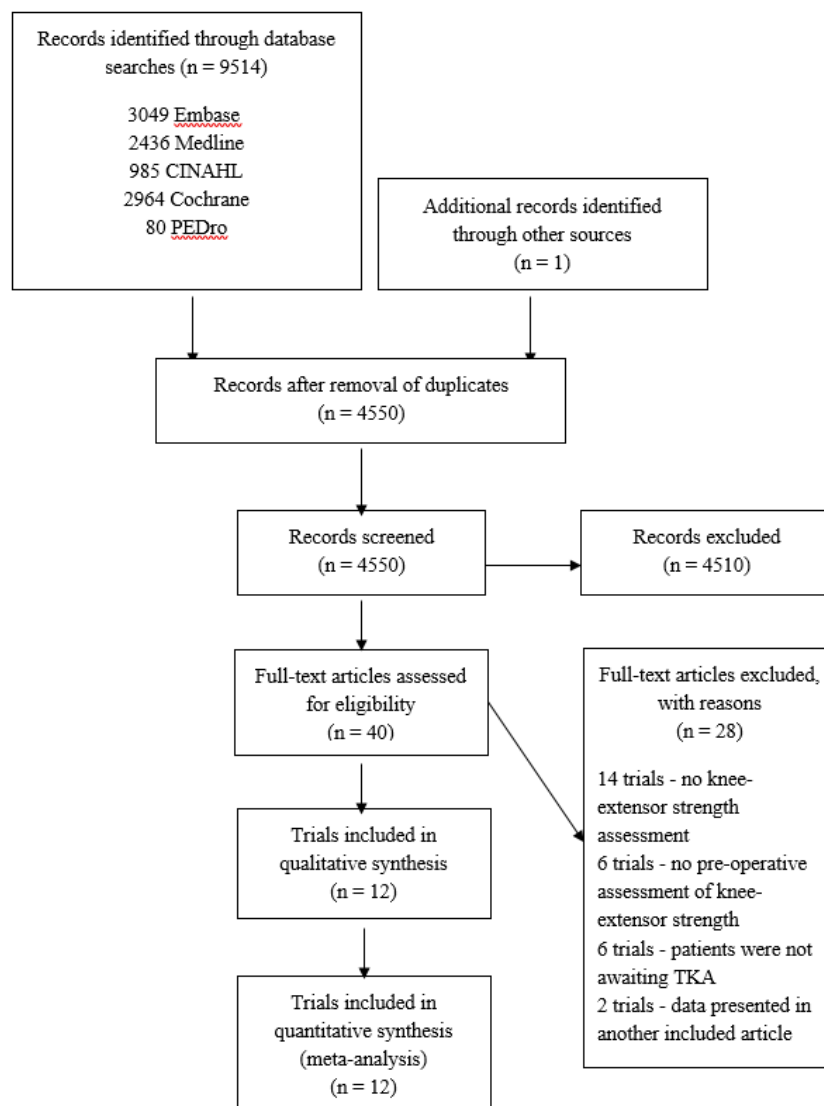 Records identified through database
searches (n = 9514)
3049 Embase
2436 Medline
985 CINAHL
2964 Cochrane
80 PEDro
Additional records identified
through other sources
(n = 1)
Records after removal of duplicates
(n = 4550)
Records screened
(n = 4550)
Records excluded
(n = 4510)
Full-text articles assessed
for eligibility
(n = 40)
Full-text articles excluded,
with reasons
(n = 28)
14 trials - no knee-
extensor strength
assessment
6 trials - no pre-operative
assessment of knee-
extensor strength
6 trials - patients were not
awaiting TKA
2 trials - data presented in
another included article
Trials included in
qualitative synthesis
(n = 12)
Trials included in
quantitative synthesis
(meta-analysis)
(n = 12)